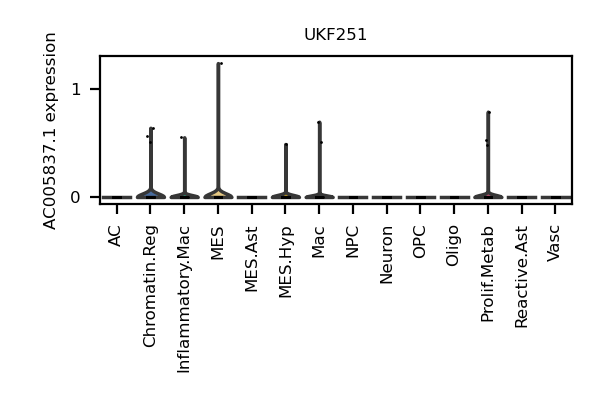 UKF251
AC005837.1 expression
1
0
AC
Chromatin.Reg
Inflammatory.Mac
MES
MES.Ast
MES.Hyp
Mac
NPC
Neuron
OPC
Oligo
Prolif.Metab
Reactive.Ast
Vasc